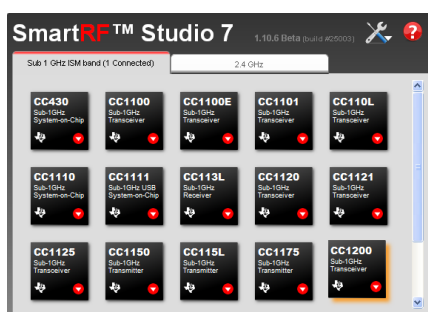 SmartRF™ Studio 7 1.10.6 Beta (build #25003) ?
Sub 1 GHz ISM band (1 Connected) 2.4 GHz
CC430 CC1100 CC1100E CC1101 CC110L
Sub-1GHz Sub-1GHz Sub-1GHz Sub-1GHz Sub-1GHz
System-on-Chip Transceiver Transceiver Transceiver Transceiver
CC1110 CC1111 CC113L CC1120 CC1121
Sub-1GHz Sub-1GHz USB Sub-1GHz Sub-1GHz Sub-1GHz
System-on-Chip System-on-Chip Receiver Transceiver Transceiver
CC1125 CC1150 CC115L CC1175 CC1200
Sub-1GHz Sub-1GHz Sub-1GHz Sub-1GHz Sub-1GHz
Transceiver Transmitter Transmitter Transmitter Transceiver